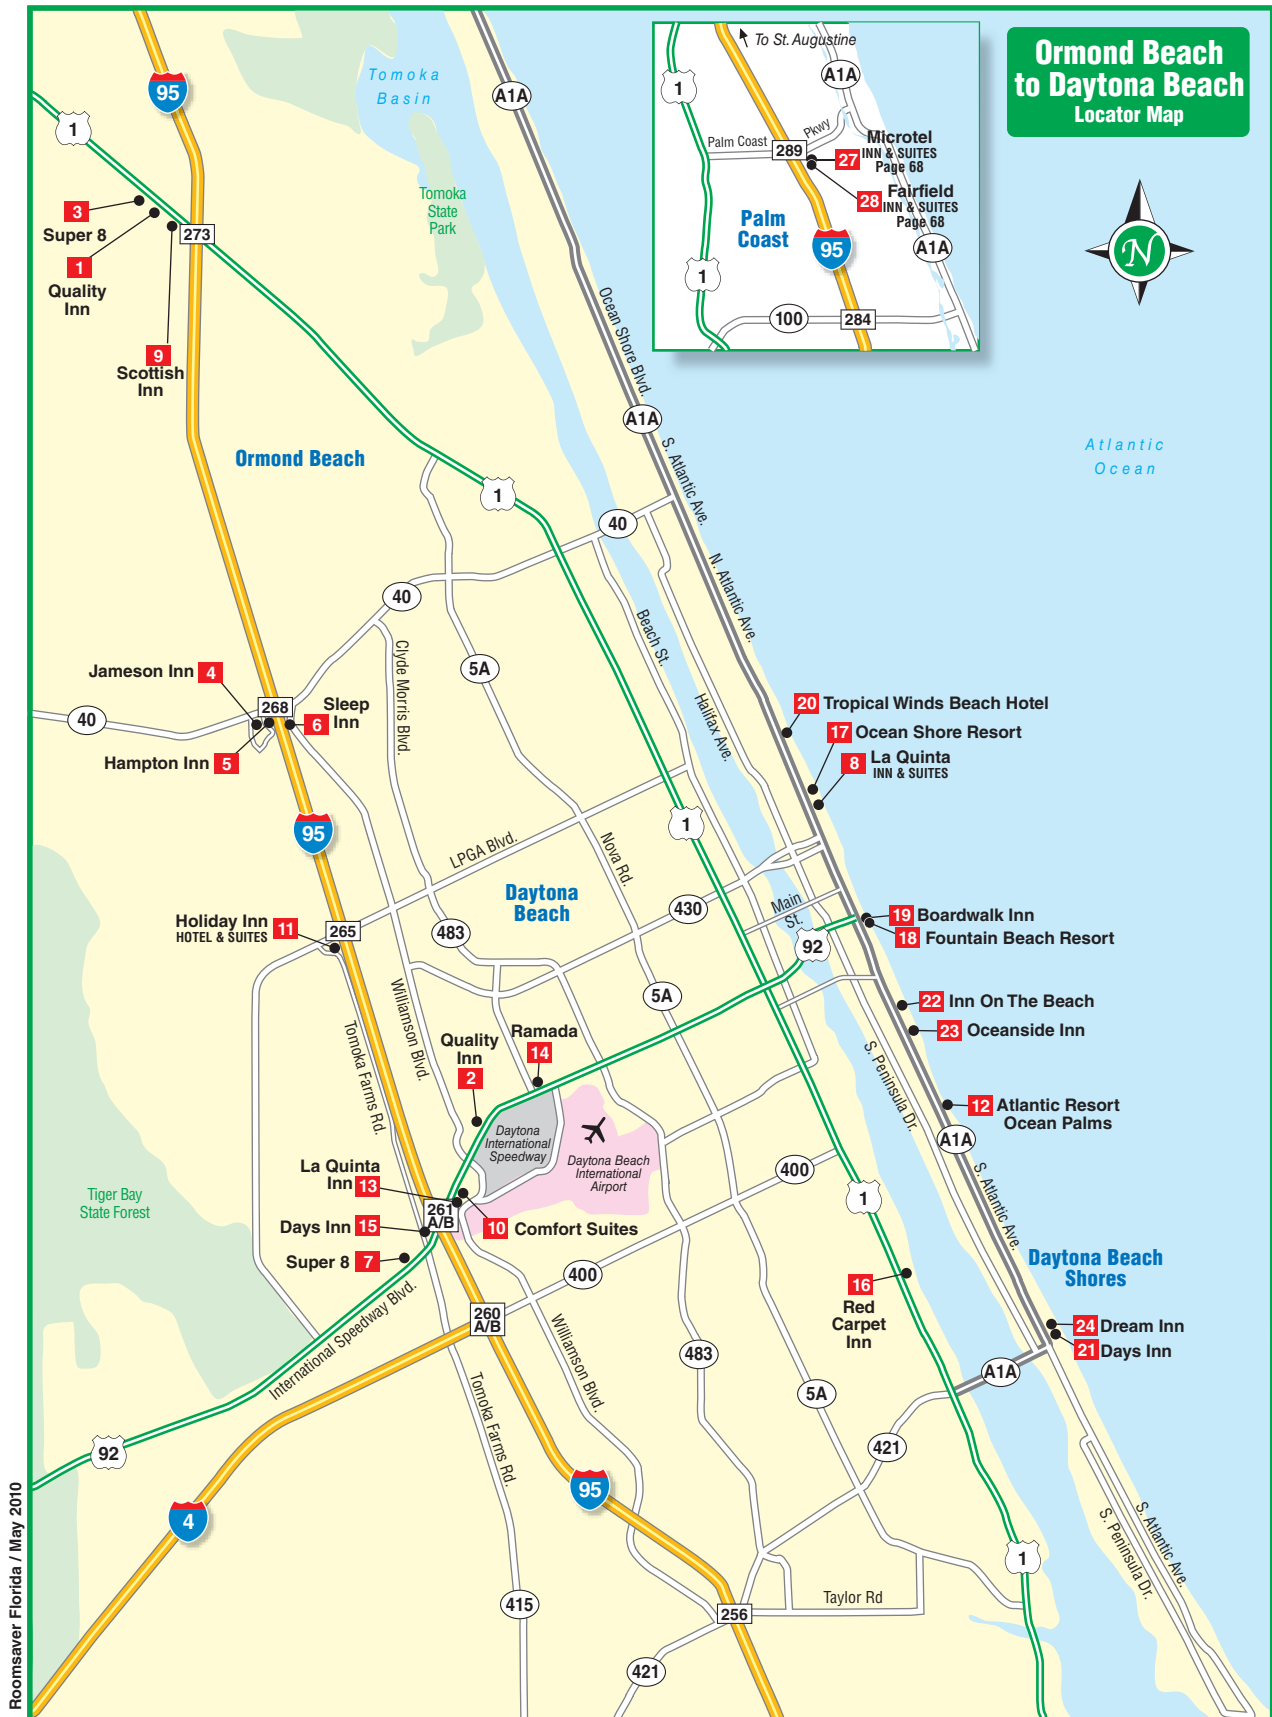 Ormond Beach
to Daytona Beach
Locator Map
To St. Augustine
A1A
1
Palm Coast
Pkwy
289
27
Microtel
INN & SUITES
Page 68
28
Fairfield
INN & SUITES
Page 68
Palm
Coast
95
A1A
1
100
284
N
95
Tomoka
Basin
A1A
1
Tomoka
State
Park
3
Super 8
273
1
Quality
Inn
9
Scottish
Inn
Ocean Shore Blvd.
A1A
Atlantic
Ocean
Ormond Beach
S. Atlantic Ave.
1
40
N. Atlantic Ave.
40
Beach St.
Clyde Morris Blvd.
5A
Jameson Inn
4
268
Sleep
Inn
6
40
Hampton Inn
5
Halifax Ave.
20
Tropical Winds Beach Hotel
17
Ocean Shore Resort
8
La Quinta
INN & SUITES
95
1
LPGA Blvd.
Nova Rd.
Daytona
Beach
430
Main
St.
19
Boardwalk Inn
18
Fountain Beach Resort
Holiday Inn
HOTEL & SUITES
11
265
483
92
22
Inn On The Beach
5A
Williamson Blvd.
Tomoka Farms Rd.
Quality
Inn
2
Ramada
14
23
Oceanside Inn
S. Peninsula Dr.
12
Atlantic Resort
Ocean Palms
Daytona
International
Speedway
Daytona Beach
International
Airport
A1A
400
La Quinta
Inn
13
S. Atlantic Ave.
1
Tiger Bay
State Forest
261
A/B
Days Inn
15
10
Comfort Suites
Super 8
7
Daytona Beach
Shores
400
16
Red
Carpet
Inn
International Speedway Blvd.
260
A/B
Williamson Blvd.
24
Dream Inn
21
Days Inn
483
A1A
5A
Tomoka Farms Rd.
92
421
95
4
S. Atlantic Ave.
S. Peninsula Dr.
1
Taylor Rd
415
256
421
Roomsaver Florida / May 2010